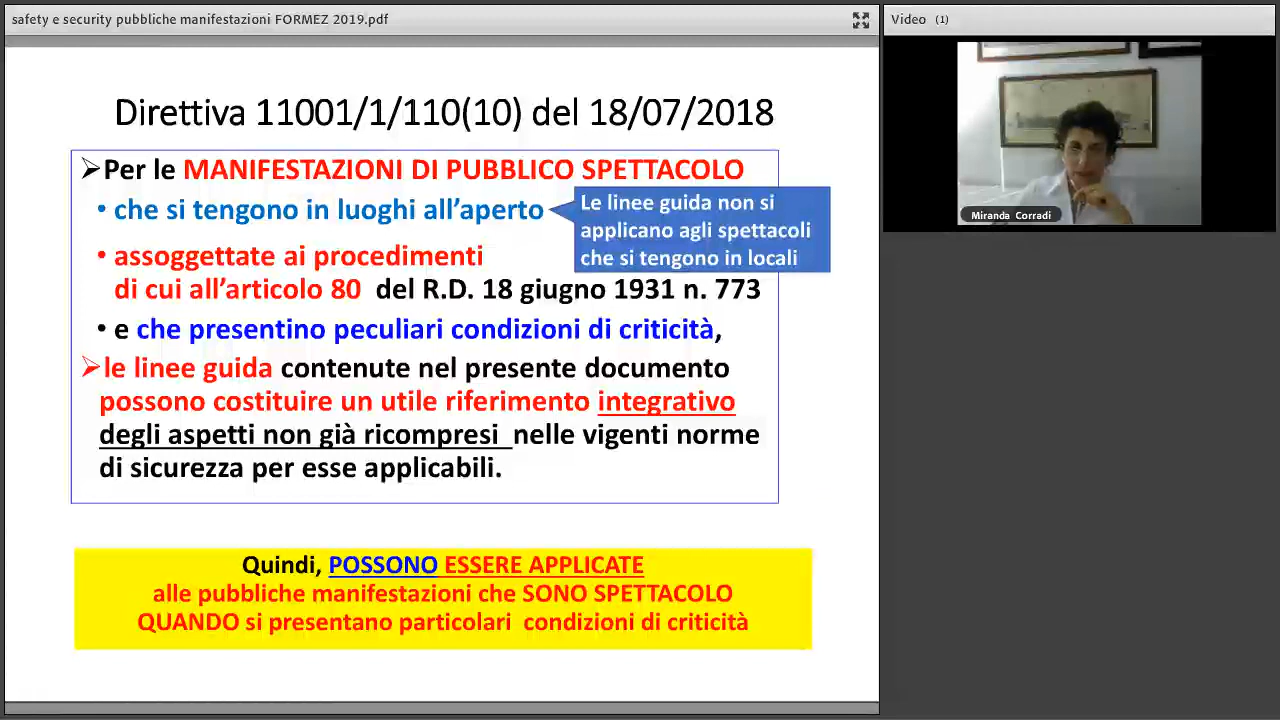 safety e security pubbliche manifestazioni FORMEZ 2019.pdf
Video (1)
Direttiva 11001/1/110(10) del 18/07/2018
Per le MANIFESTAZIONI DI PUBBLICO SPETTACOLO
• che si tengono in luoghi all’aperto
Le linee guida non si
applicano agli spettacoli
che si tengono in locali
• assoggettate ai procedimenti
di cui all’articolo 80 del R.D. 18 giugno 1931 n. 773
• e che presentino peculiari condizioni di criticità,
le linee guida contenute nel presente documento
possono costituire un utile riferimento integrativo
degli aspetti non già ricompresi nelle vigenti norme
di sicurezza per esse applicabili.
Quindi, POSSONO ESSERE APPLICATE
alle pubbliche manifestazioni che SONO SPETTACOLO
QUANDO si presentano particolari condizioni di criticità
Miranda Corradi